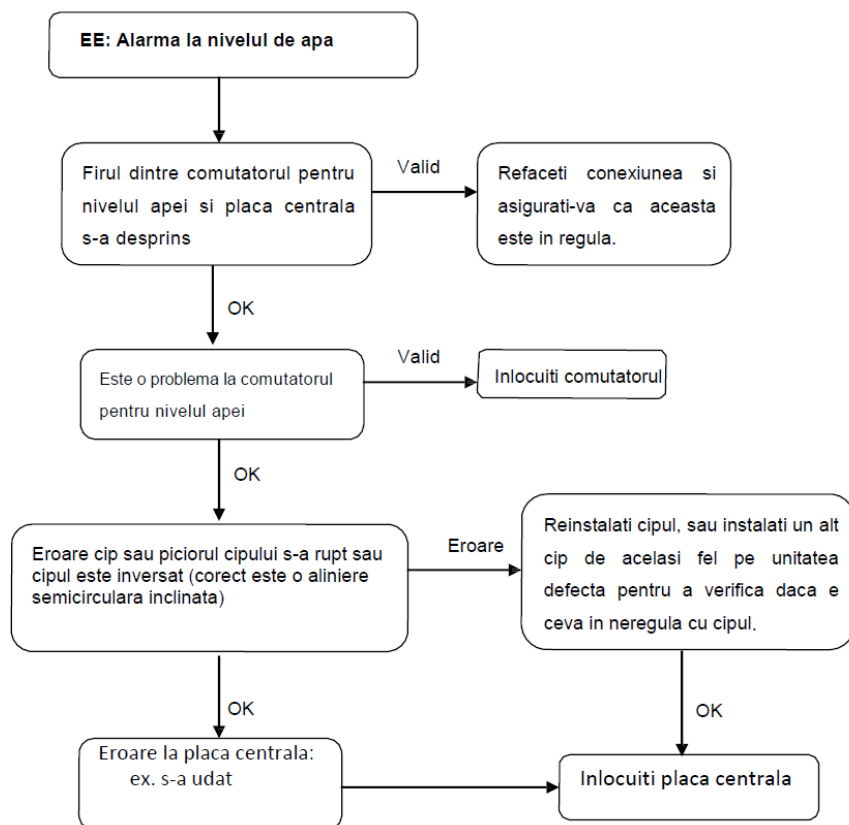 EE: Alarma la nivelul de apa
Firul dintre comutatorul pentru
nivelul apei si placa centrala
s-a desprins
Valid
Refaceti conexiunea si
asigurati-va ca aceasta
este in regula.
OK
Este o problema la comutatorul
pentru nivelul apei
Valid
Inlocuiti comutatorul
OK
Eroare cip sau piciorul cipului s-a rupt sau
cipul este inversat (corect este o aliniere
semicirculara inclinata)
Eroare
Reinstalati cipul, sau instalati un alt
cip de acelasi fel pe unitatea
defecta pentru a verifica daca e
ceva in neregula cu cipul.
OK
OK
Eroare la placa centrala:
ex. s-a udat
Inlocuiti placa centrala